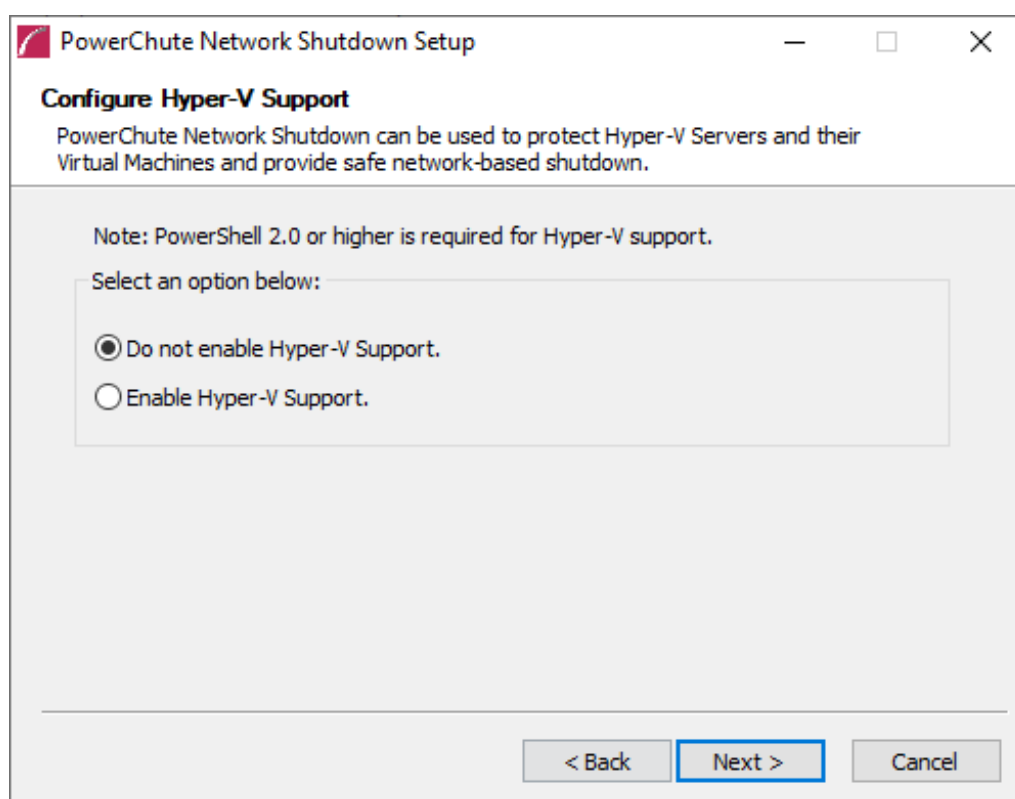 PowerChute Network Shutdown Setup
Configure Hyper-V Support
PowerChute Network Shutdown can be used to protect Hyper-V Servers and their
Virtual Machines and provide safe network-based shutdown.
Note: PowerShell 2.0 or higher is required for Hyper-V support.
Select an option below:
Do not enable Hyper-V Support.
Enable Hyper-V Support.
< Back Next > Cancel